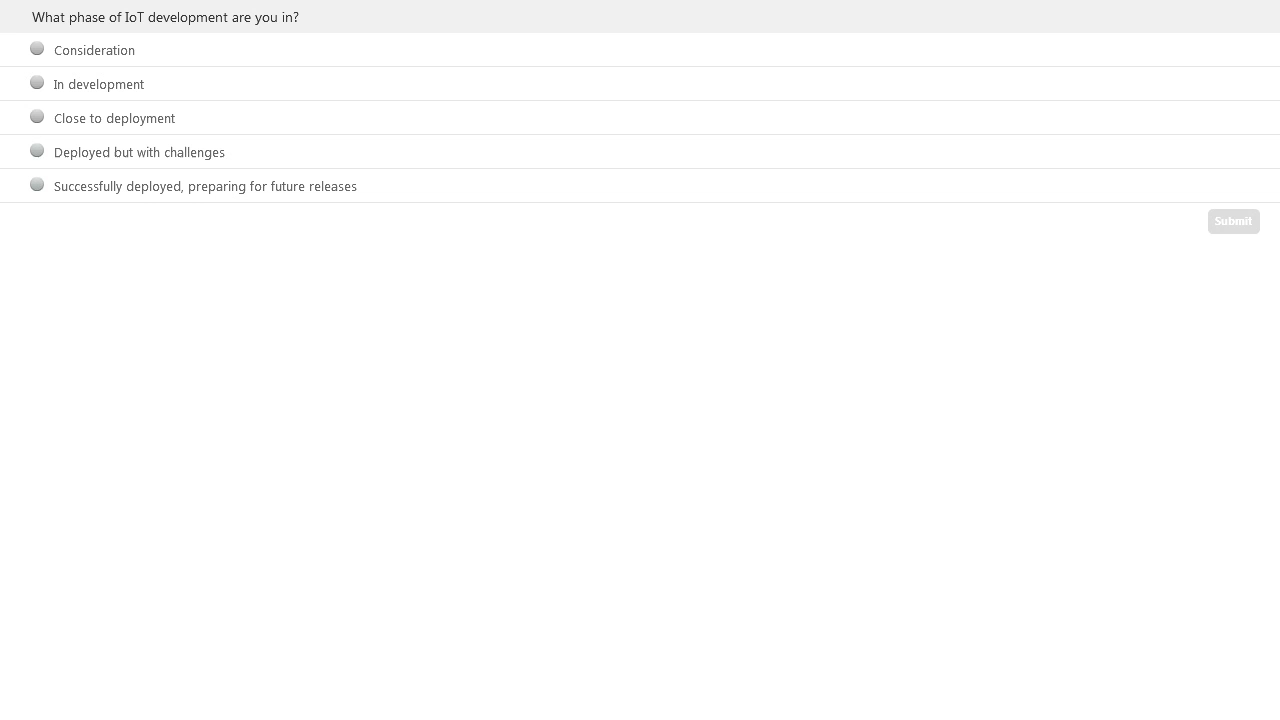 What phase of IoT development are you in?
Consideration
In development
Close to deployment
Deployed but with challenges
Successfully deployed, preparing for future releases
Submit